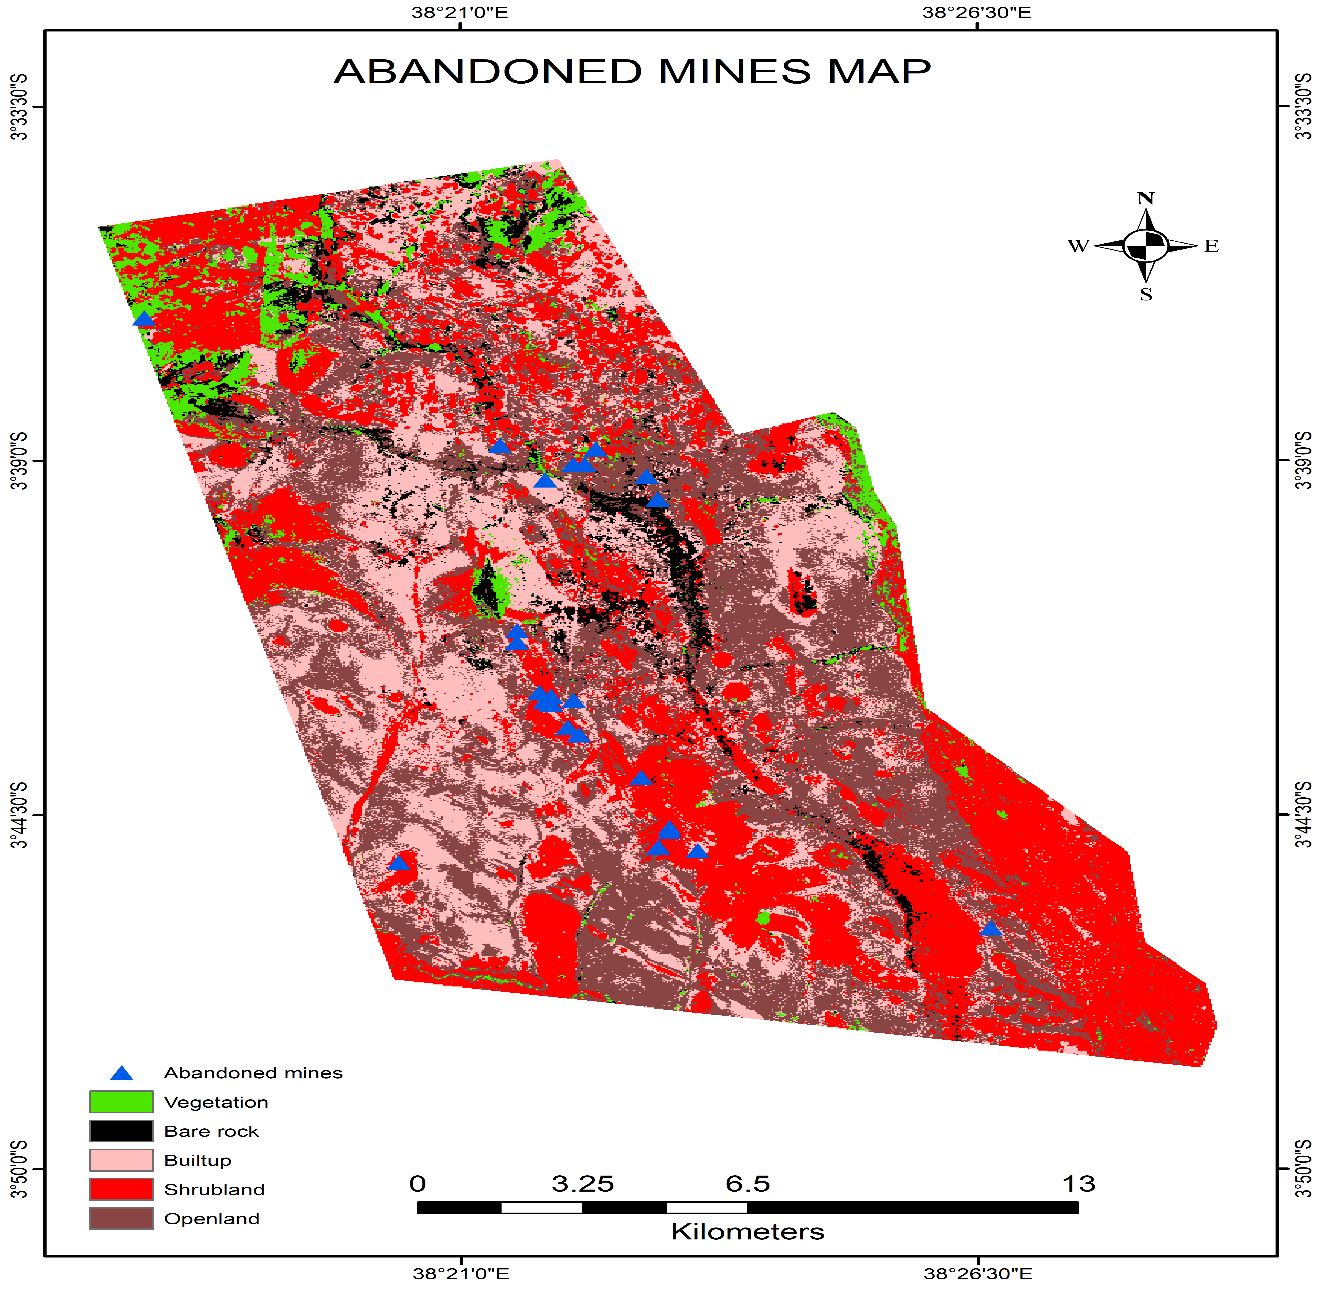 38°21'0"E 38°26'30"E
ABANDONED MINES MAP
3°33'30"S 3°33'30"S
N
W E
S
3°39'0"S 3°39'0"S
3°44'30"S 3°44'30"S
Abandoned mines
Vegetation
Bare rock
Builtup
Shrubland
Openland
3°50'0"S 3°50'0"S
0 3.25 6.5 13
Kilometers
38°21'0"E 38°26'30"E